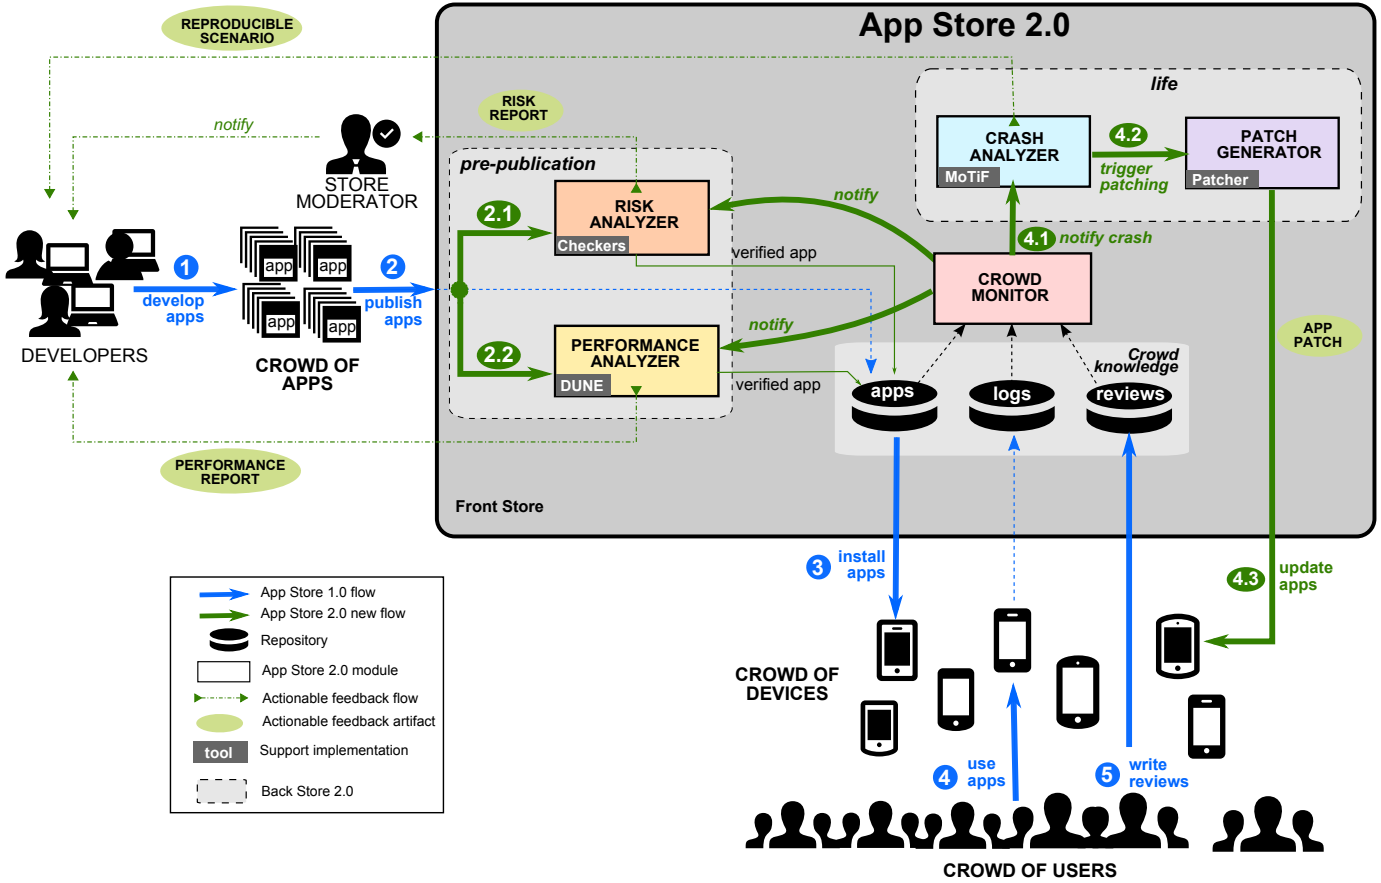 App Store 2.0
REPRODUCIBLE
SCENARIO
life
RISK
REPORT
notify
pre-publication
STORE
MODERATOR
CRASH
ANALYZER
MoTiF
4.2
trigger
patching
PATCH
GENERATOR
Patcher
2.1
RISK
ANALYZER
Checkers
notify
verified app
4.1
notify crash
CROWD
MONITOR
1
develop
apps
app
app
app
app
2
publish
apps
DEVELOPERS
CROWD OF
APPS
2.2
PERFORMANCE
ANALYZER
DUNE
notify
verified app
Crowd
knowledge
apps
logs
reviews
APP
PATCH
PERFORMANCE
REPORT
Front Store
3
install
apps
4.3
update
apps
App Store 1.0 flow
App Store 2.0 new flow
Repository
App Store 2.0 module
Actionable feedback flow
Actionable feedback artifact
tool
Support implementation
Back Store 2.0
CROWD OF
DEVICES
4
use
apps
5
write
reviews
CROWD OF USERS